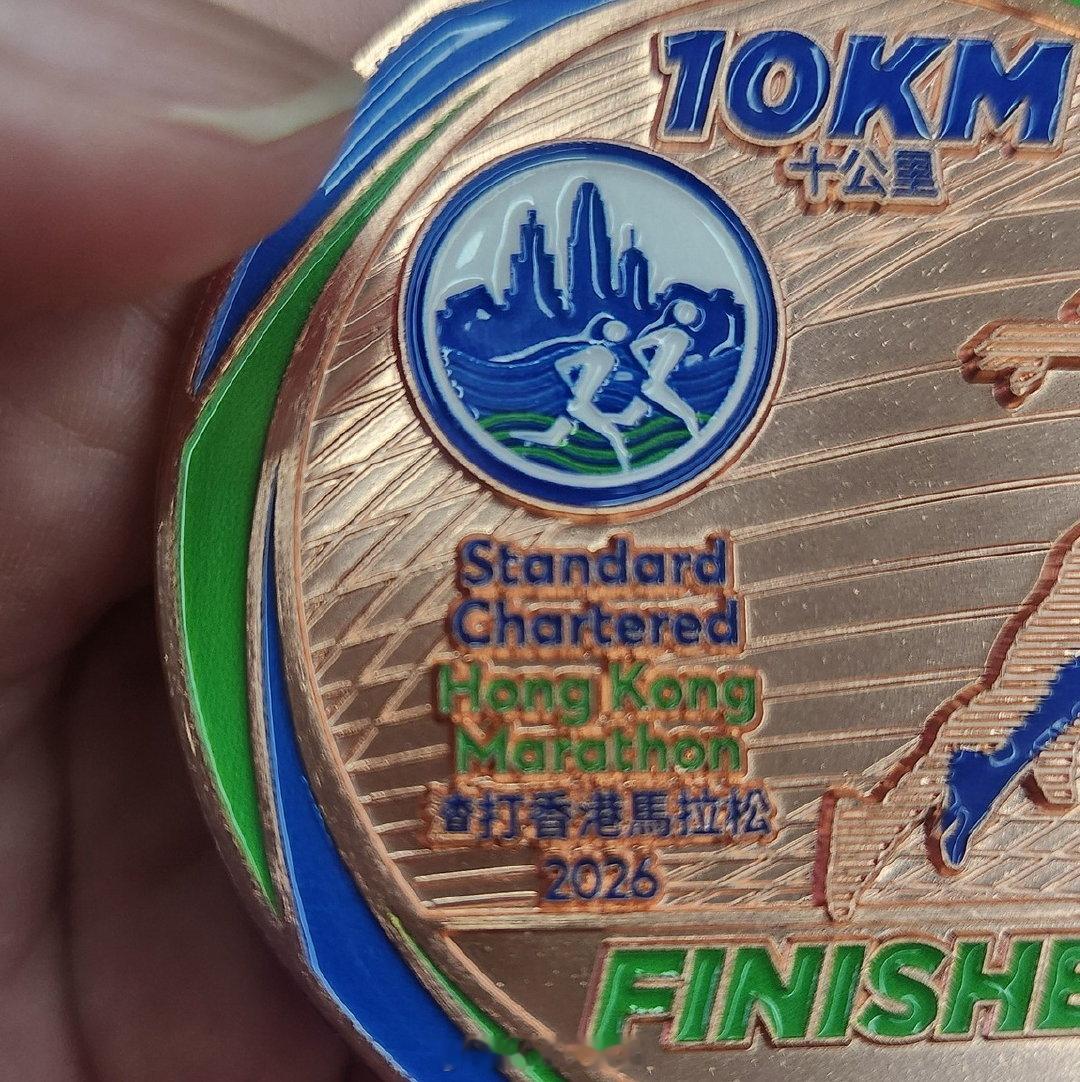 10KM
十公里
Standard
Chartered
Hong Kong
Marathon
渣打香港馬拉松
2026
FINISHE